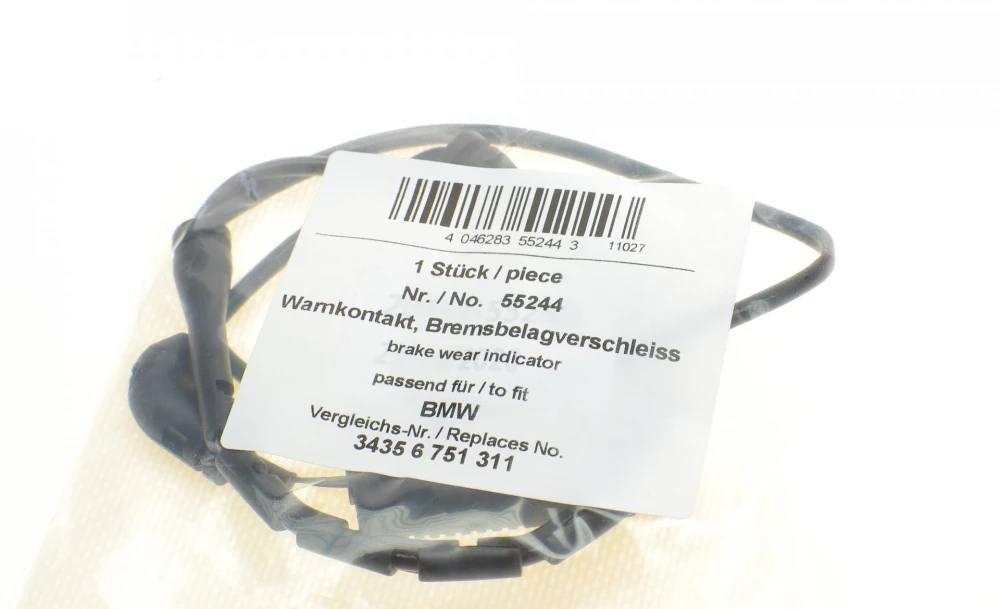 4 046283 55244 3 11027
1 Stück / piece
Nr. / No. 55244
Warnkontakt, Bremsbelagverschleiss
brake wear indicator
passend für / to fit
BMW
Vergleichs-Nr. / Replaces No.
3435 6 751 311